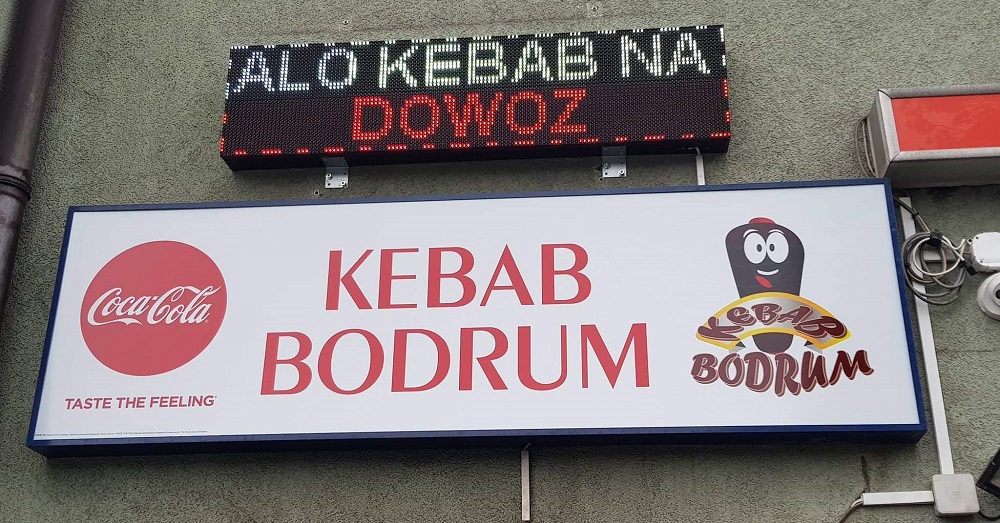 ALO KEBAB NA
DOWOZ
Coca-Cola
TASTE THE FEELING
KEBAB
BODRUM
KEBAB
BODRUM